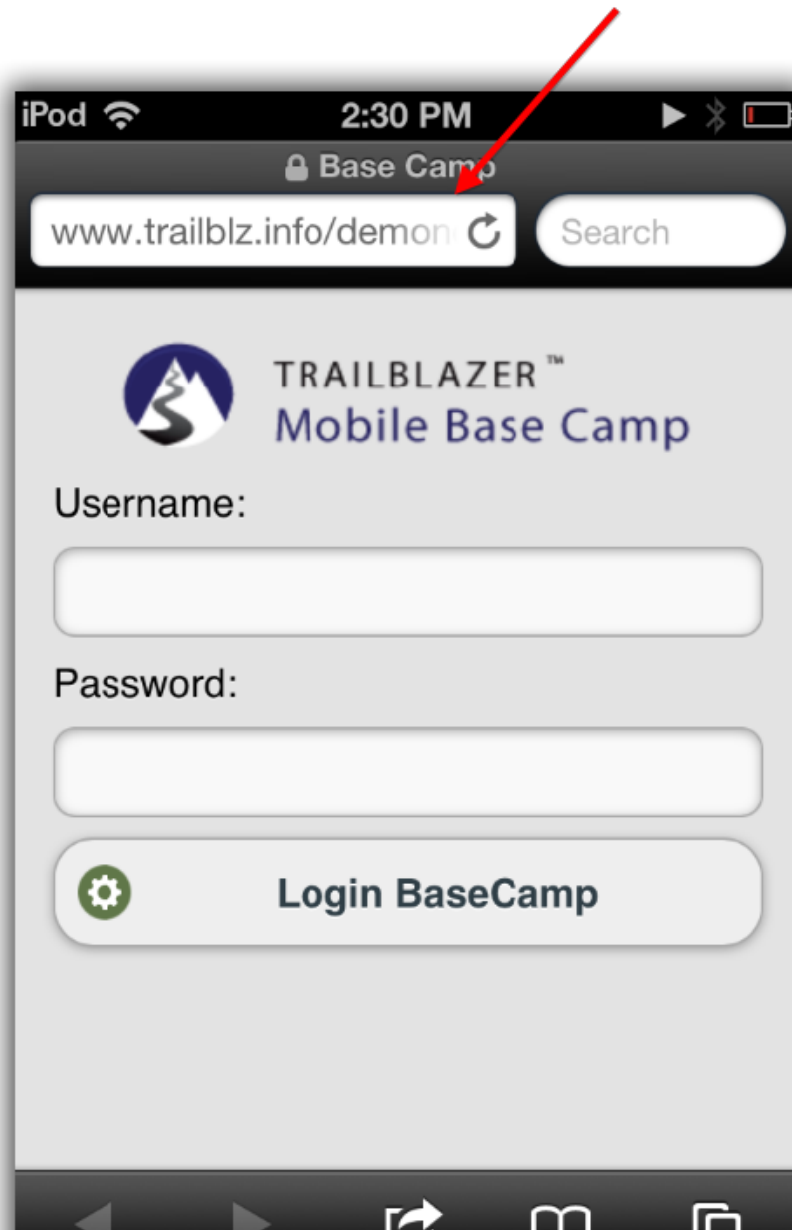 iPod 2:30 PM
Base Camp
www.trailblz.info/demon Search
TRAILBLAZER™
Mobile Base Camp
Username:
Password:
Login BaseCamp